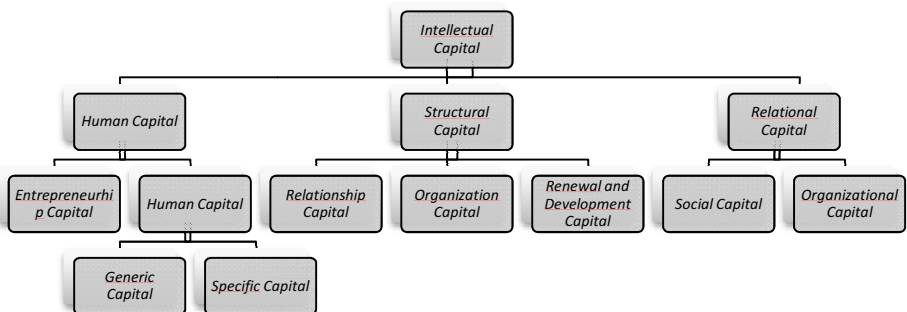 Intellectual
Capital
Human Capital
Structural
Capital
Relational
Capital
Entrepreneurhi
p Capital
Human Capital
Relationship
Capital
Organization
Capital
Renewal and
Development
Capital
Social Capital
Organizational
Capital
Generic
Capital
Specific Capital